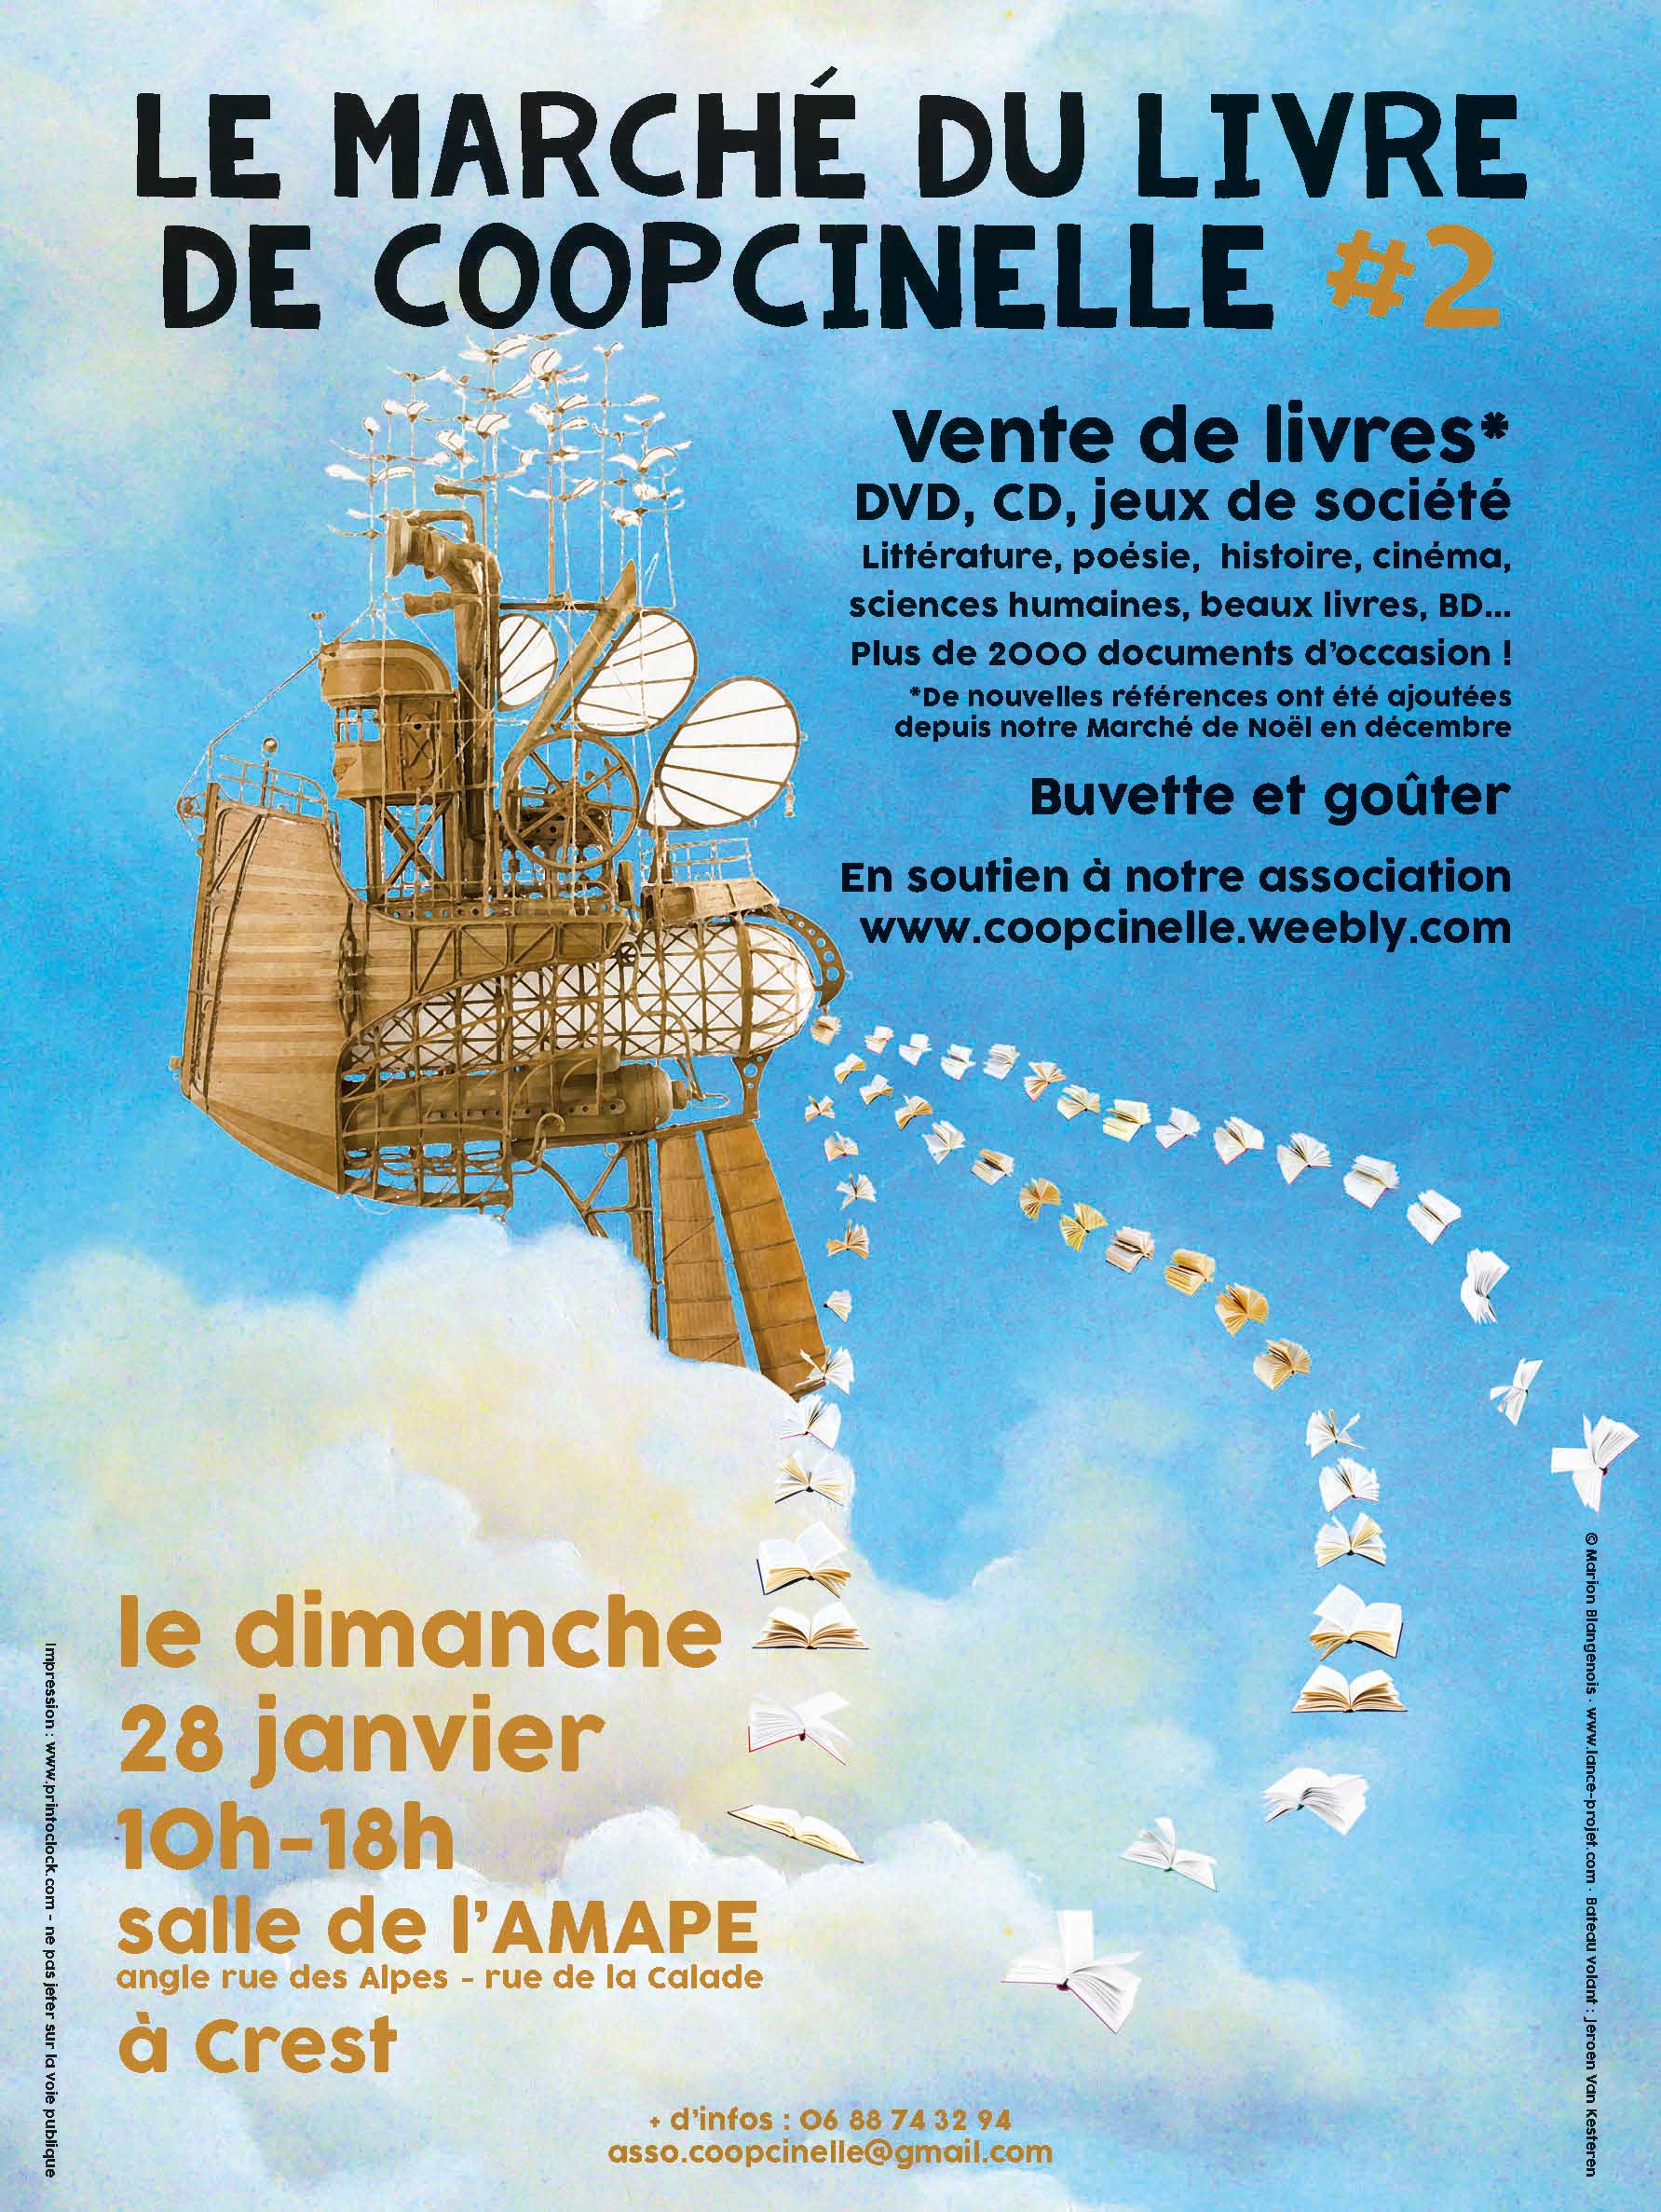 LE MARCHÉ DU LIVRE
DE COOPCINELLE #2
Vente de livres*
DVD, CD, jeux de société
Littérature, poésie, histoire, cinéma,
sciences humaines, beaux livres, BD...
Plus de 2000 documents d'occasion !
*De nouvelles références ont été ajoutées
depuis notre Marché de Noël en décembre
Buvette et goûter
En soutien à notre association
www.coopcinelle.weebly.com
le dimanche
28 janvier
10h-18h
salle de l'AMAPE
angle rue des Alpes - rue de la Calade
à Crest
+ d'infos : 06 88 74 32 94
asso.coopcinelle@gmail.com
Impression : www.printoclock.com - ne pas jeter sur la voie publique
© Marion Blangenois · www.lance-projet.com · Bateau volant : Jeroen Van Kesteren